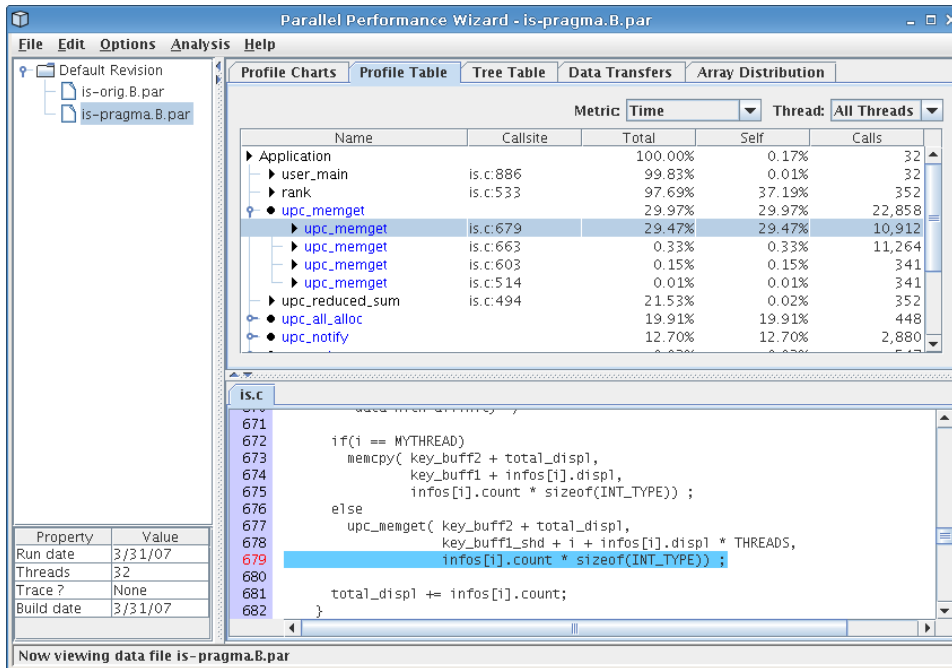 Parallel Performance Wizard - is-pragma.B.par
File Edit Options Analysis Help
Default Revision
is-orig.B.par
is-pragma.B.par
Profile Charts Profile Table Tree Table Data Transfers Array Distribution
Metric: Time Thread: All Threads
Name Callsite Total Self Calls
Application 100.00% 0.17% 32
user_main is.c:886 99.83% 0.01% 32
rank is.c:533 97.69% 37.19% 352
upc_memget 29.97% 29.97% 22,858
upc_memget is.c:679 29.47% 29.47% 10,912
upc_memget is.c:663 0.33% 0.33% 11,264
upc_memget is.c:603 0.15% 0.15% 341
upc_memget is.c:514 0.01% 0.01% 341
upc_reduced_sum is.c:494 21.53% 0.02% 352
upc_all_alloc 19.91% 19.91% 448
upc_notify 12.70% 12.70% 2,880
is.c
671
672 if(i == MYTHREAD)
673 memcpy( key_buff2 + total_displ,
674 key_buff1 + infos[i].displ,
675 infos[i].count * sizeof(INT_TYPE)) ;
676 else
677 upc_memget( key_buff2 + total_displ,
678 key_buff1_shd + i + infos[i].displ * THREADS,
679 infos[i].count * sizeof(INT_TYPE)) ;
680
681 total_displ += infos[i].count;
682 }
Property Value
Run date 3/31/07
Threads 32
Trace ? None
Build date 3/31/07
Now viewing data file is-pragma.B.par